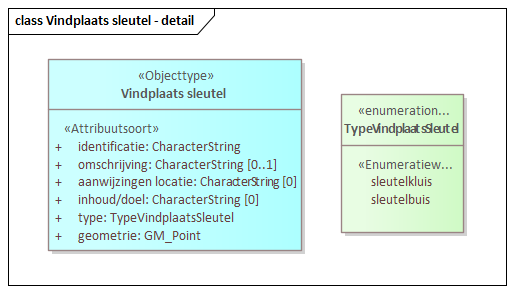 class Vindplaats sleutel - detail
«Objecttype»
Vindplaats sleutel
«Attribuutsoort»
+ identificatie: CharacterString
+ omschrijving: CharacterString [0..1]
+ aanwijzingen locatie: CharacterString [0]
+ inhoud/doel: CharacterString [0]
+ type: TypeVindplaatsSleutel
+ geometrie: GM_Point
«enumeration...
TypeVindplaatsSleutel
«Enumeratiew...
sleutelkluis
sleutelbuis